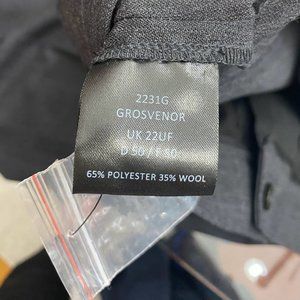 2231G
GROSVENOR
UK 22UF
D 50 / F 50
65% POLYESTER 35% WOOL